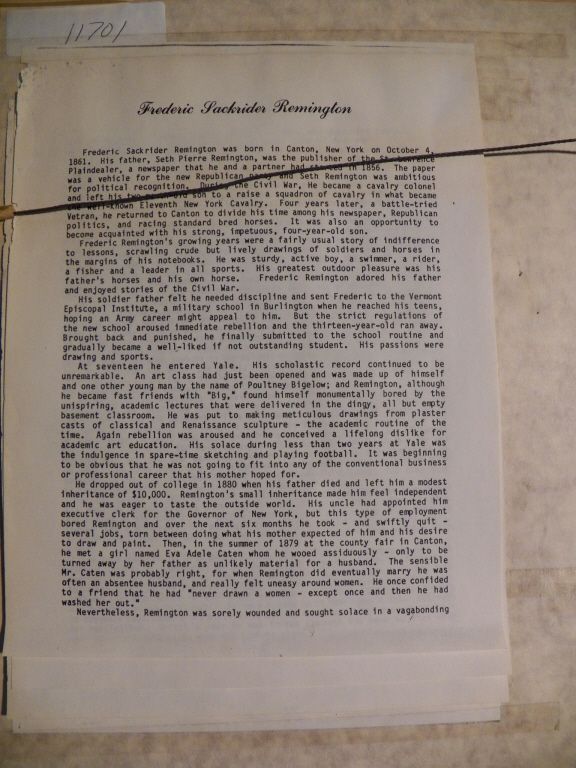 11701
Frederic Sackrider Remington
Frederic Sackrider Remington was born in Canton, New York on October 4,
1861. His father, Seth Pierre Remington, was the publisher of the St. Lawrence
Plaindealer, a newspaper that he and a partner had started in 1856. The paper
was a vehicle for the new Republican party and Seth Remington was ambitious
for political recognition. During the Civil War, He became a cavalry colonel
and left his two month old son to raise a squadron of cavalry in what became
the well-known Eleventh New York Cavalry. Four years later, a battle-tried
Vetran, he returned to Canton to divide his time among his newspaper, Republican
politics, and racing standard bred horses. It was also an opportunity to
become acquainted with his strong, impetuous, four-year-old son.
Frederic Remington's growing years were a fairly usual story of indifference
to lessons, scrawling crude but lively drawings of soldiers and horses in
the margins of his notebooks. He was sturdy, active boy, a swimmer, a rider,
a fisher and a leader in all sports. His greatest outdoor pleasure was his
father's horses and his own horse. Frederic Remington adored his father
and enjoyed stories of the Civil War.
His soldier father felt he needed discipline and sent Frederic to the Vermont
Episcopal Institute, a military school in Burlington when he reached his teens,
hoping an Army career might appeal to him. But the strict regulations of
the new school aroused immediate rebellion and the thirteen-year-old ran away.
Brought back and punished, he finally submitted to the school routine and
gradually became a well-liked if not outstanding student. His passions were
drawing and sports.
At seventeen he entered Yale. His scholastic record continued to be
unremarkable. An art class had just been opened and was made up of himself
and one other young man by the name of Poultney Bigelow; and Remington, although
he became fast friends with "Big," found himself monumentally bored by the
unispiring, academic lectures that were delivered in the dingy, all but empty
basement classroom. He was put to making meticulous drawings from plaster
casts of classical and Renaissance sculpture - the academic routine of the
time. Again rebellion was aroused and he conceived a lifelong dislike for
academic art education. His solace during less than two years at Yale was
the indulgence in spare-time sketching and playing football. It was beginning
to be obvious that he was not going to fit into any of the conventional business
or professional career that his mother hoped for.
He dropped out of college in 1880 when his father died and left him a modest
inheritance of $10,000. Remington's small inheritance made him feel independent
and he was eager to taste the outside world. His uncle had appointed him
executive clerk for the Governor of New York, but this type of employment
bored Remington and over the next six months he took - and swiftly quit -
several jobs, torn between doing what his mother expected of him and his desire
to draw and paint. Then, in the summer of 1879 at the county fair in Canton,
he met a girl named Eva Adele Caten whom he wooed assiduously - only to be
turned away by her father as unlikely material for a husband. The sensible
Mr. Caten was probably right, for when Remington did eventually marry he was
often an absentee husband, and really felt uneasy around women. He once confided
to a friend that he had "never drawn a women - except once and then he had
washed her out."
Nevertheless, Remington was sorely wounded and sought solace in a vagabonding